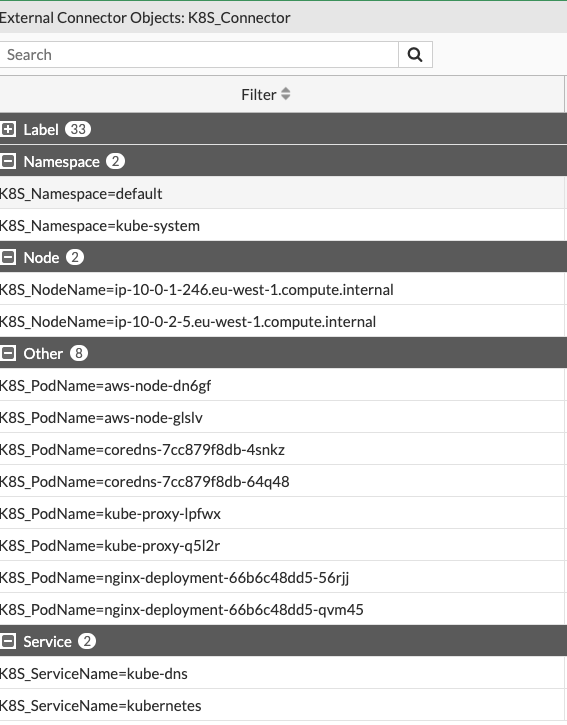 External Connector Objects: K8S_Connector
Search
Filter
Label 33
Namespace 2
K8S_Namespace=default
K8S_Namespace=kube-system
Node 2
K8S_NodeName=ip-10-0-1-246.eu-west-1.compute.internal
K8S_NodeName=ip-10-0-2-5.eu-west-1.compute.internal
Other 8
K8S_PodName=aws-node-dn6gf
K8S_PodName=aws-node-glslv
K8S_PodName=coredns-7cc879f8db-4snkz
K8S_PodName=coredns-7cc879f8db-64q48
K8S_PodName=kube-proxy-lpfwx
K8S_PodName=kube-proxy-q5l2r
K8S_PodName=nginx-deployment-66b6c48dd5-56rjj
K8S_PodName=nginx-deployment-66b6c48dd5-qvm45
Service 2
K8S_ServiceName=kube-dns
K8S_ServiceName=kubernetes